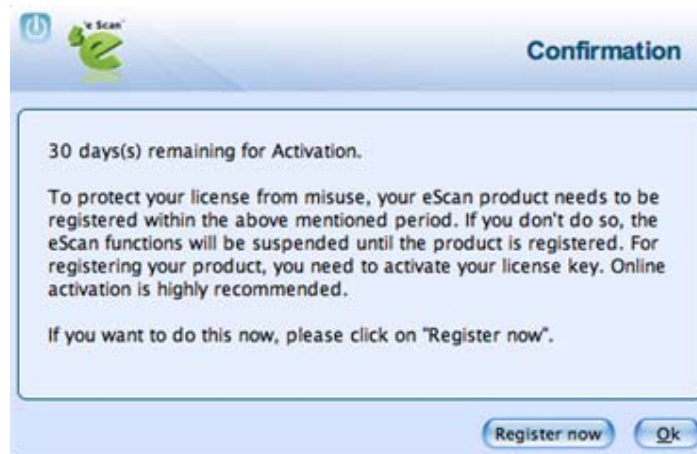 e Scan
Confirmation
30 days(s) remaining for Activation.
To protect your license from misuse, your eScan product needs to be
registered within the above mentioned period. If you don't do so, the
eScan functions will be suspended until the product is registered. For
registering your product, you need to activate your license key. Online
activation is highly recommended.
If you want to do this now, please click on "Register now".
Register now
Ok